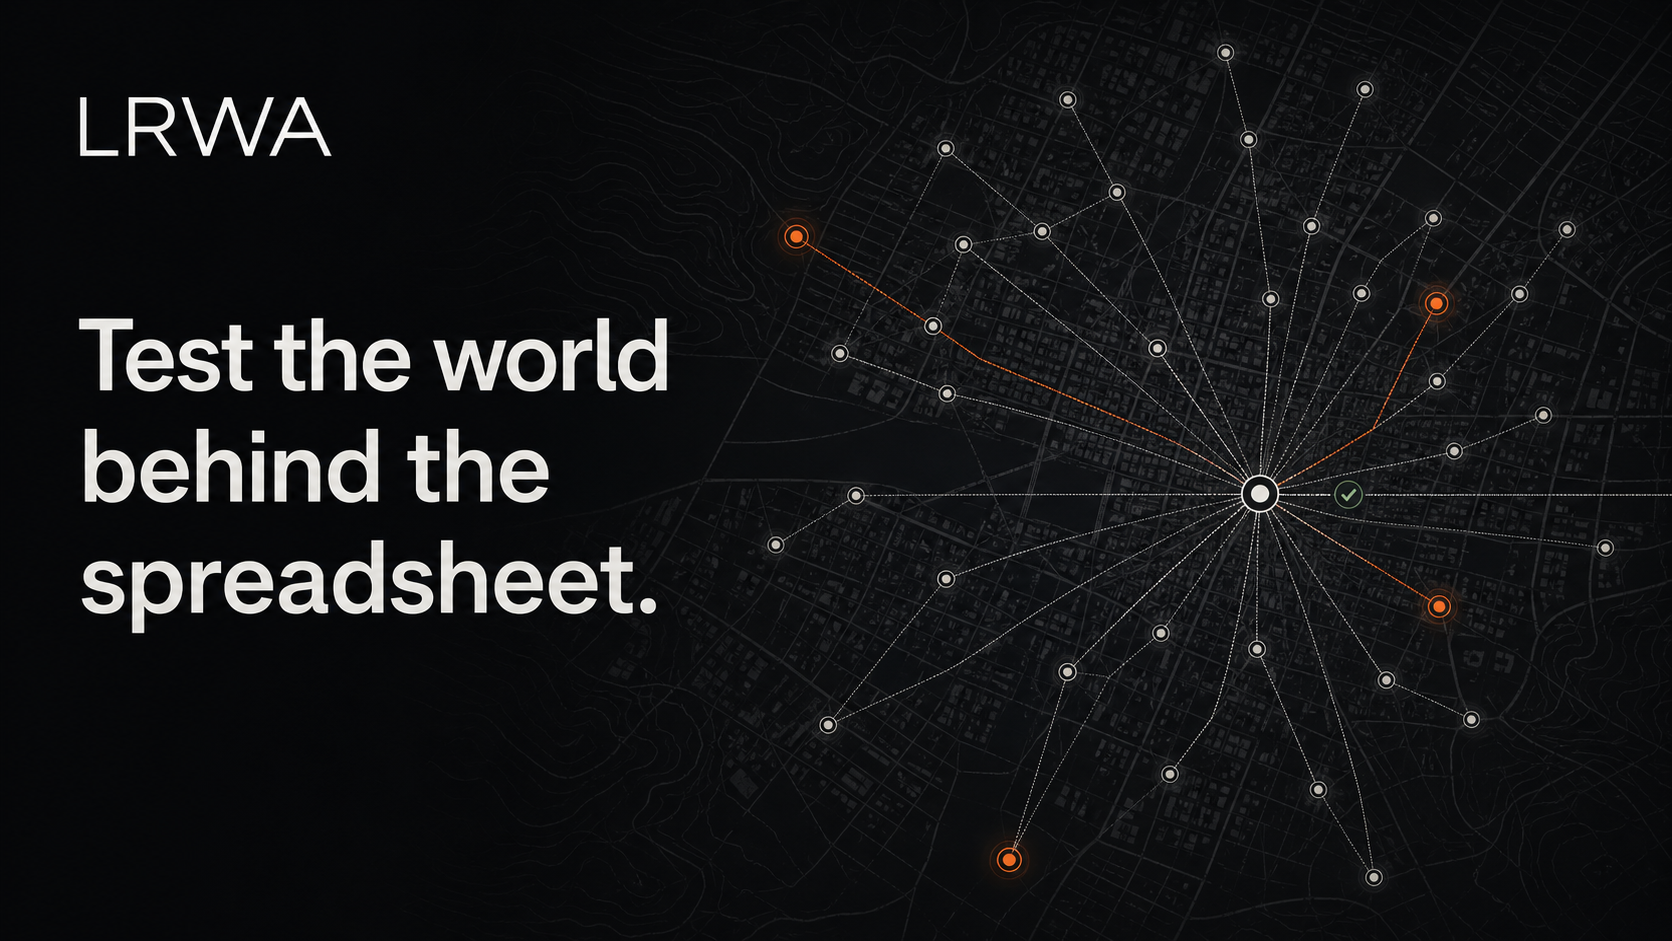 LRWA
Test the world
behind the
spreadsheet.